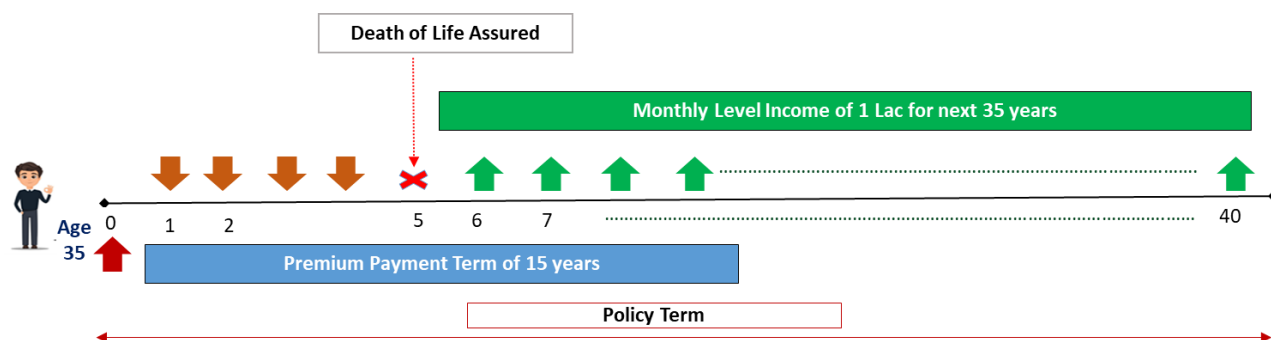 Death of Life Assured
Monthly Level Income of 1 Lac for next 35 years
Age
35
0
1
2
5
6
7
40
Premium Payment Term of 15 years
Policy Term